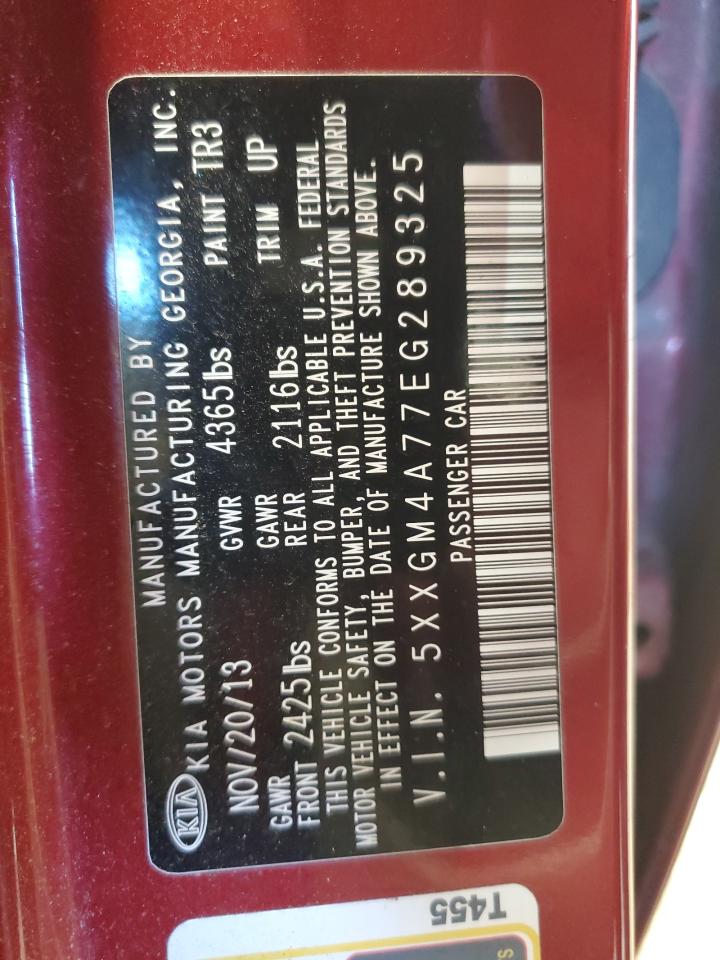 MANUFACTURED BY
KIA KIA MOTORS MANUFACTURING GEORGIA, INC.
NOV/20/13 GVWR 4365lbs PAINT TR3
GAWR FRONT 2425lbs GAWR REAR 2116lbs TRIM UP
THIS VEHICLE CONFORMS TO ALL APPLICABLE U.S.A. FEDERAL
MOTOR VEHICLE SAFETY, BUMPER, AND THEFT PREVENTION STANDARDS
IN EFFECT ON THE DATE OF MANUFACTURE SHOWN ABOVE.
V.I.N. 5XXGM4A77EG289325
PASSENGER CAR
T455